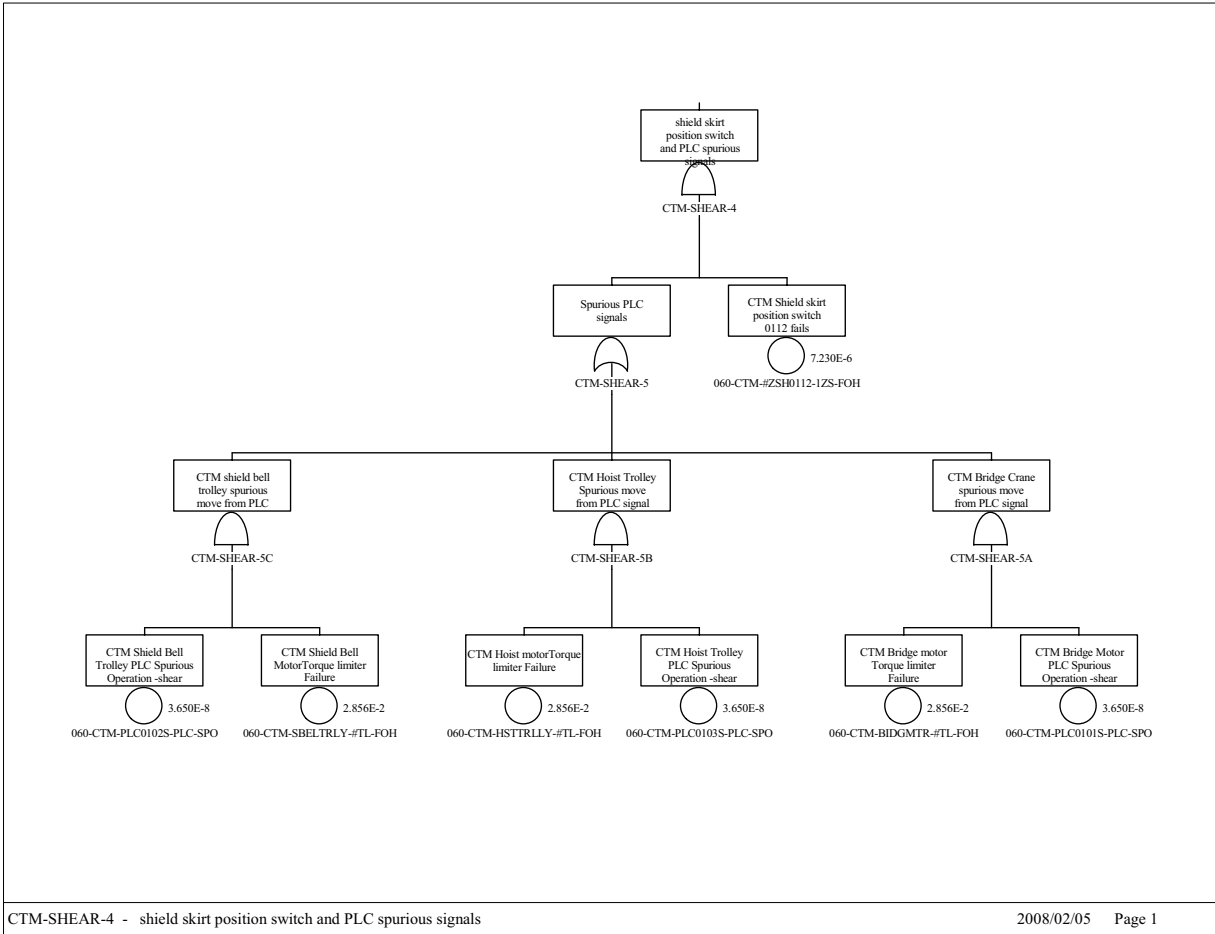 shield skirt
position switch
and PLC spurious
signals
CTM-SHEAR-4
Spurious PLC
signals
CTM-SHEAR-5
CTM Shield skirt
position switch
0112 fails
7.230E-6
060-CTM-#ZSH0112-1ZS-FOH
CTM shield bell
trolley spurious
move from PLC
CTM-SHEAR-5C
CTM Hoist Trolley
Spurious move
from PLC signal
CTM-SHEAR-5B
CTM Bridge Crane
spurious move
from PLC signal
CTM-SHEAR-5A
CTM Shield Bell
Trolley PLC Spurious
Operation -shear
3.650E-8
060-CTM-PLC0102S-PLC-SPO
CTM Shield Bell
MotorTorque limiter
Failure
2.856E-2
060-CTM-SBELTRLY-#TL-FOH
CTM Hoist motorTorque
limiter Failure
2.856E-2
060-CTM-HSTTRLLY-#TL-FOH
CTM Hoist Trolley
PLC Spurious
Operation -shear
3.650E-8
060-CTM-PLC0103S-PLC-SPO
CTM Bridge motor
Torque limiter
Failure
2.856E-2
060-CTM-BIDGMTR-#TL-FOH
CTM Bridge Motor
PLC Spurious
Operation -shear
3.650E-8
060-CTM-PLC0101S-PLC-SPO
CTM-SHEAR-4 - shield skirt position switch and PLC spurious signals
2008/02/05 Page 1